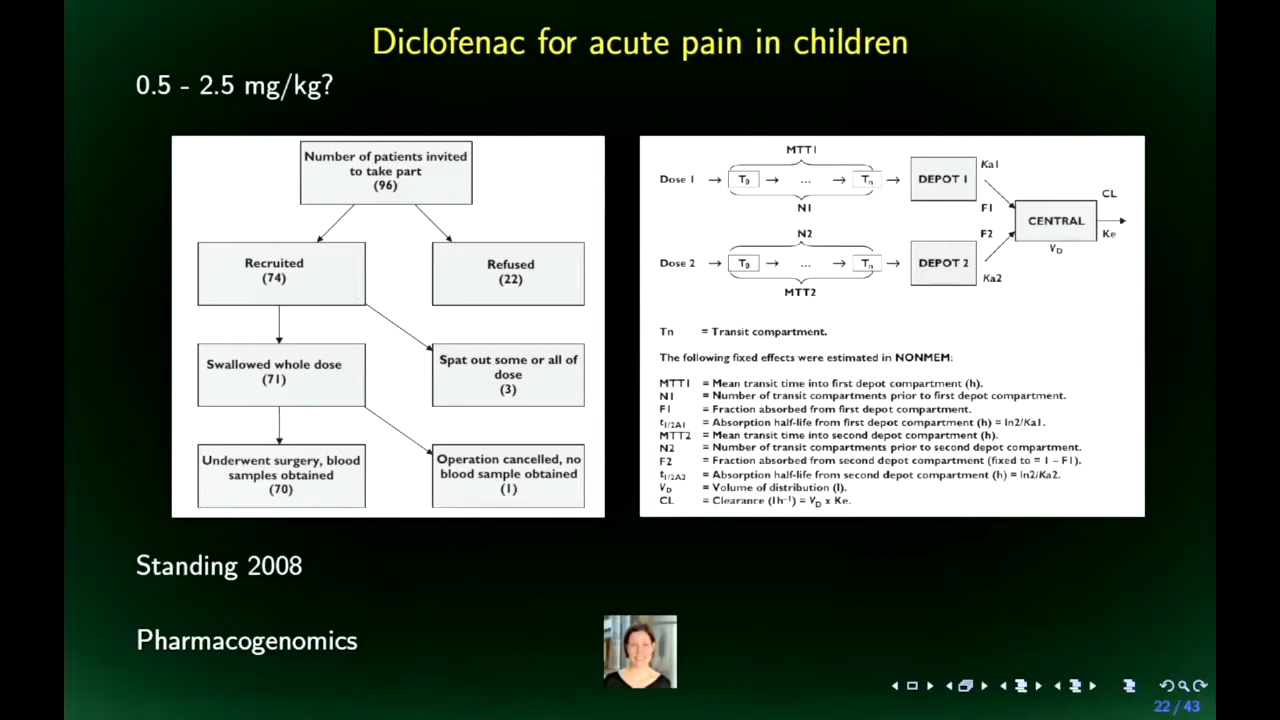 Diclofenac for acute pain in children
0.5 - 2.5 mg/kg?
Number of patients invited
to take part
(96)
Recruited
(74)
Refused
(22)
Swallowed whole dose
(71)
Spat out some or all of
dose
(3)
Underwent surgery, blood
samples obtained
(70)
Operation cancelled, no
blood sample obtained
(1)
MTT1
Dose 1 → T0 → ... → Tn → DEPOT 1
N1
Ka1
F1
N2
Dose 2 → T0 → ... → Tn → DEPOT 2
MTT2
F2
Ka2
CENTRAL
VD
CL
Ke
Tn = Transit compartment.
The following fixed effects were estimated in NONMEM:
MTT1 = Mean transit time into first depot compartment (h).
N1 = Number of transit compartments prior to first depot compartment.
F1 = Fraction absorbed from first depot compartment.
t1/2A1 = Absorption half-life from first depot compartment (h) = ln2/Ka1.
MTT2 = Mean transit time into second depot compartment (h).
N2 = Number of transit compartments prior to second depot compartment.
F2 = Fraction absorbed from second depot compartment (fixed to = 1 – F1).
t1/2A2 = Absorption half-life from second depot compartment (h) = ln2/Ka2.
VD = Volume of distribution (l).
CL = Clearance (lh⁻¹) = VD x Ke.
Standing 2008
Pharmacogenomics
22 / 43